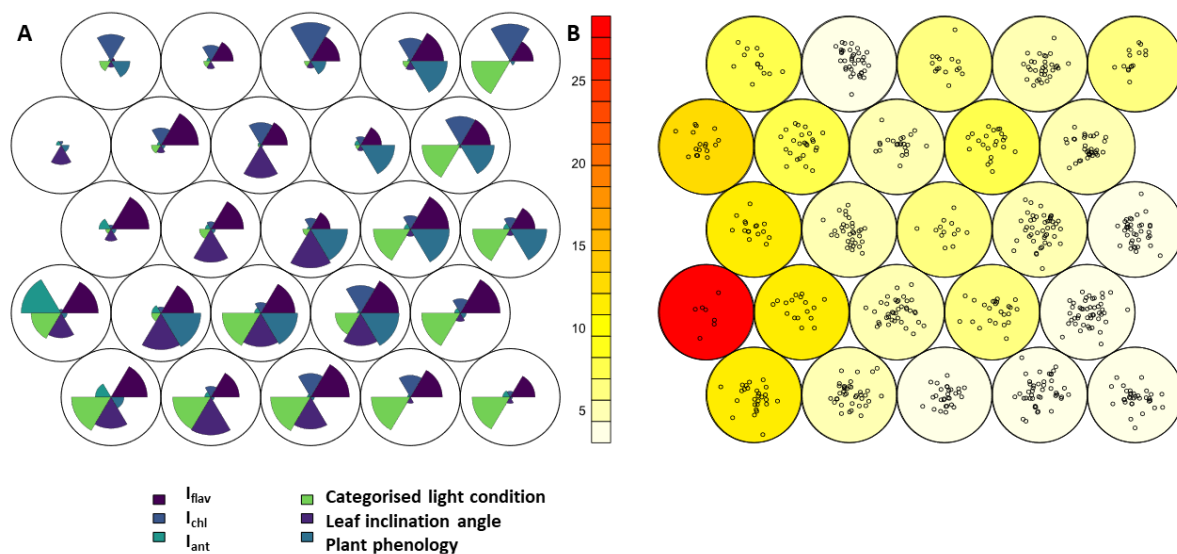 A
B
25
20
15
10
5
I_flav
I_chl
I_ant
Categorised light condition
Leaf inclination angle
Plant phenology